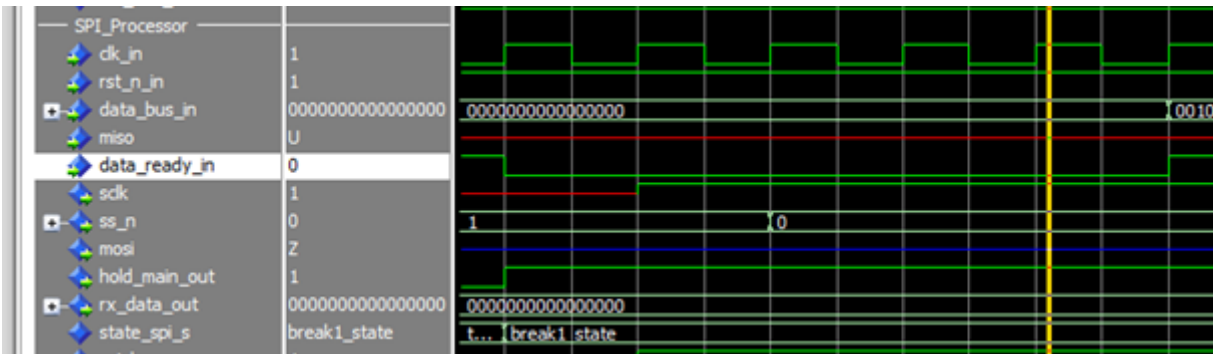 SPI_Processor
clk_in 1
rst_n_in 1
data_bus_in 0000000000000000 0000000000000000 0010
miso U
data_ready_in 0
sclk 1
ss_n 0 1 0
mosi Z
hold_main_out 1
rx_data_out 0000000000000000 0000000000000000
state_spi_s break1_state t... break1_state